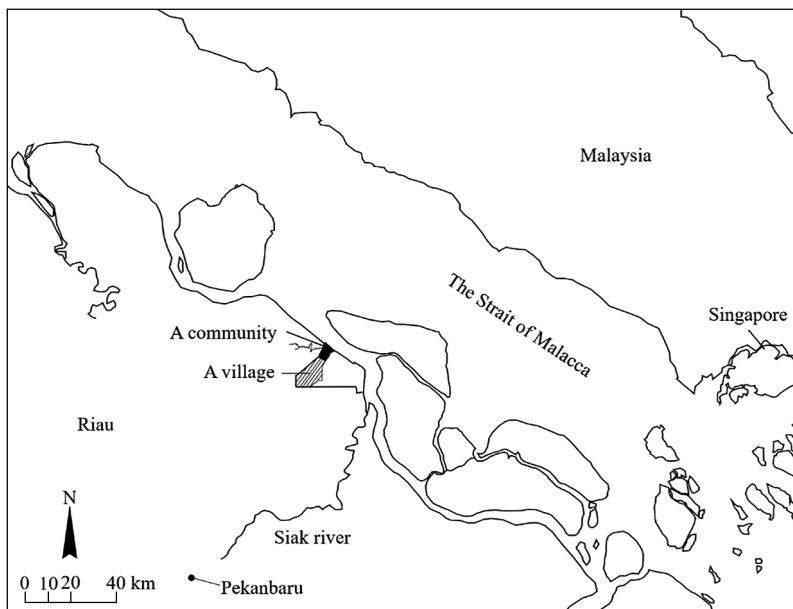 Malaysia
The Strait of Malacca
Singapore
A community
A village
Riau
N
Siak river
Pekanbaru
0 10 20 40 km